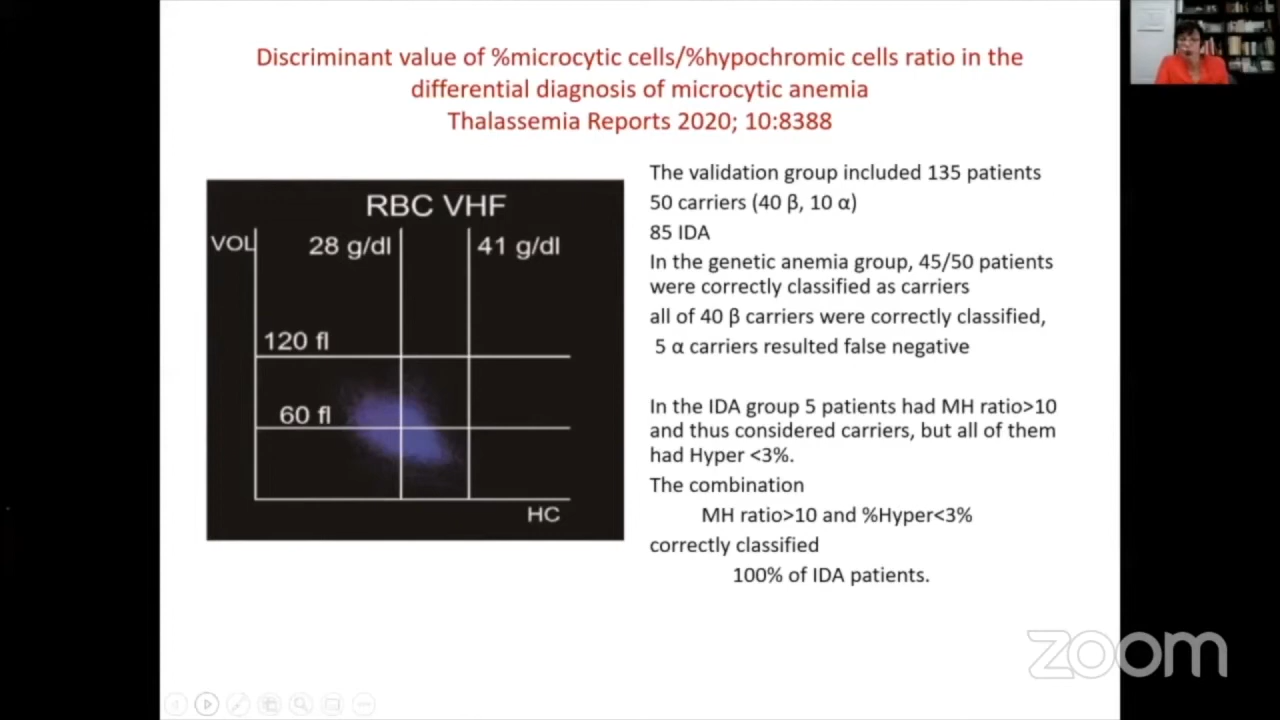 Discriminant value of %microcytic cells/%hypochromic cells ratio in the
differential diagnosis of microcytic anemia
Thalassemia Reports 2020; 10:8388
RBC VHF
VOL
28 g/dl
41 g/dl
120 fl
60 fl
HC
The validation group included 135 patients
50 carriers (40 β, 10 α)
85 IDA
In the genetic anemia group, 45/50 patients
were correctly classified as carriers
all of 40 β carriers were correctly classified,
5 α carriers resulted false negative
In the IDA group 5 patients had MH ratio>10
and thus considered carriers, but all of them
had Hyper <3%.
The combination
MH ratio>10 and %Hyper<3%
correctly classified
100% of IDA patients.
zoom